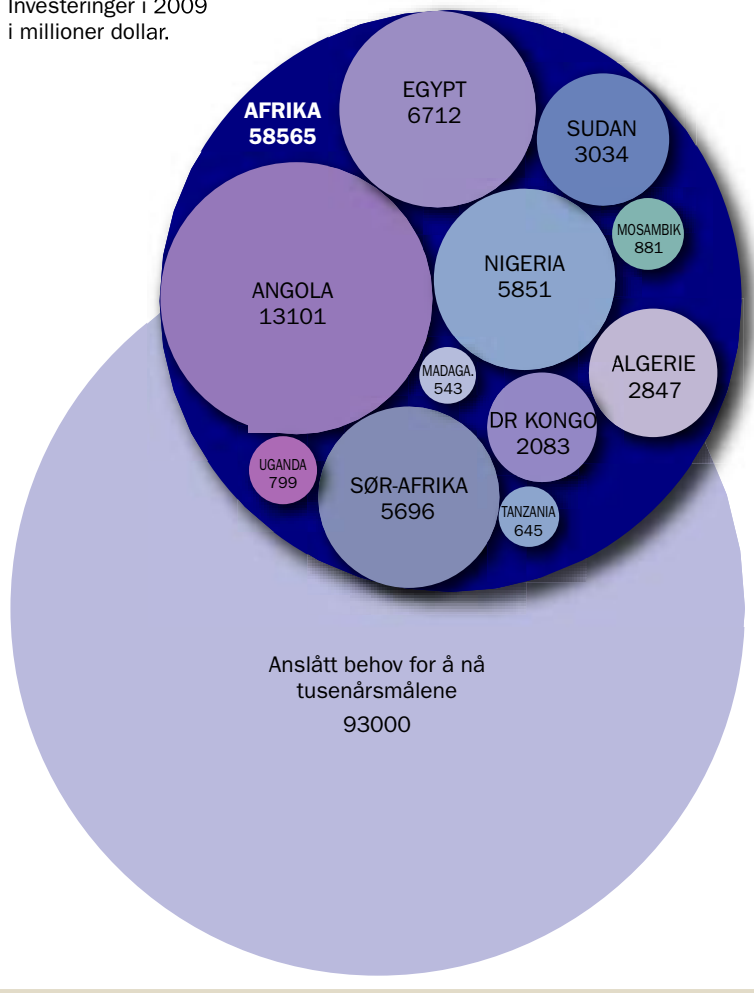 Investeringer i 2009
i millioner dollar.
AFRIKA
58565
EGYPT
6712
SUDAN
3034
MOSAMBIK
881
NIGERIA
5851
ANGOLA
13101
MADAGA.
543
ALGERIE
2847
DR KONGO
2083
UGANDA
799
SØR-AFRIKA
5696
TANZANIA
645
Anslått behov for å nå
tusenårsmålene
93000